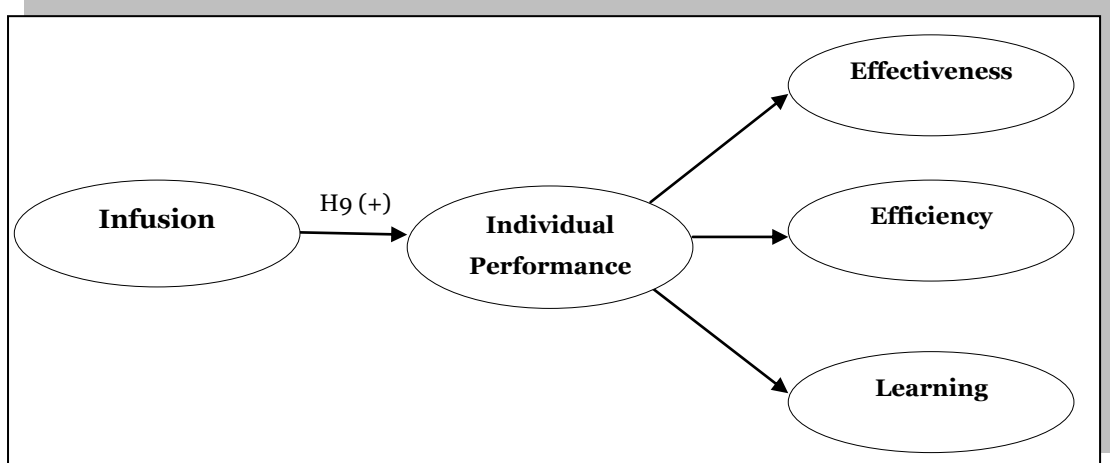 Effectiveness
Infusion
H9 (+)
Individual
Performance
Efficiency
Learning